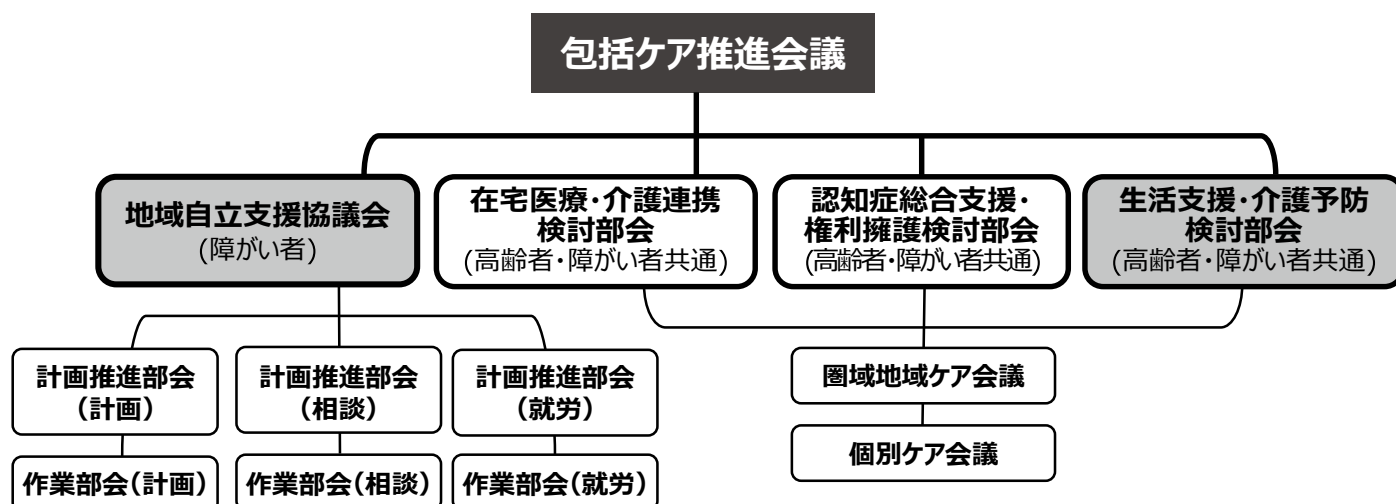 包括ケア推進会議
地域自立支援協議会
(障がい者)
在宅医療・介護連携
検討部会
(高齢者・障がい者共通)
認知症総合支援・
権利擁護検討部会
(高齢者・障がい者共通)
生活支援・介護予防
検討部会
(高齢者・障がい者共通)
計画推進部会
(計画)
計画推進部会
(相談)
計画推進部会
(就労)
圏域地域ケア会議
個別ケア会議
作業部会(計画)
作業部会(相談)
作業部会(就労)